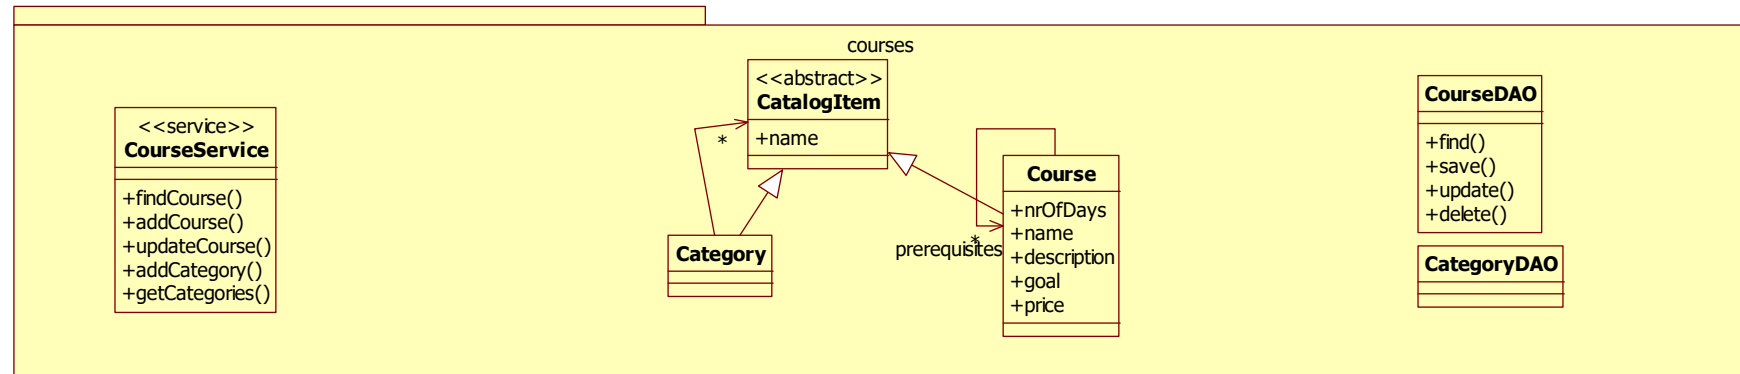 courses
<<service>>
CourseService
+findCourse()
+addCourse()
+updateCourse()
+addCategory()
+getCategories()
<<abstract>>
CatalogItem
+name
*
Category
Course
+nrOfDays
+name
+description
+goal
+price
*
prerequisites
CourseDAO
+find()
+save()
+update()
+delete()
CategoryDAO